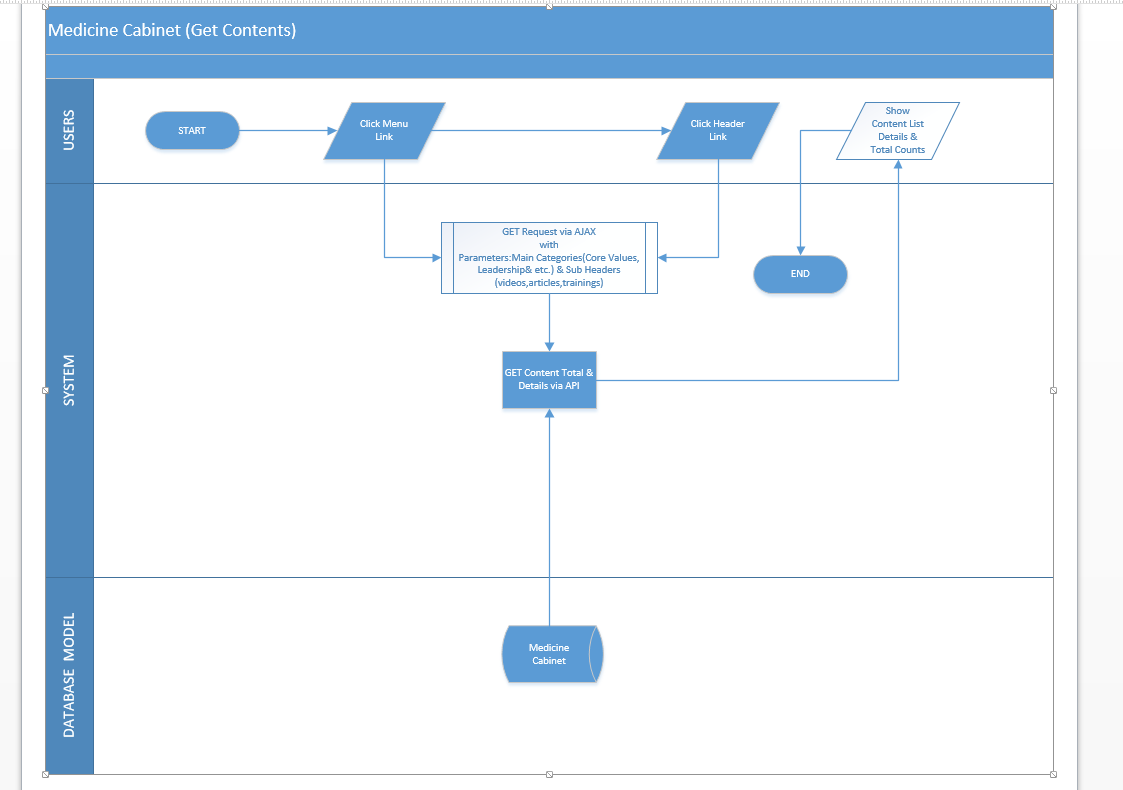 Medicine Cabinet (Get Contents)
USERS
START
Click Menu
Link
Click Header
Link
Show
Content List
Details &
Total Counts
SYSTEM
GET Request via AJAX
with
Parameters:Main Categories(Core Values,
Leadership& etc.) & Sub Headers
(videos,articles,trainings)
END
GET Content Total &
Details via API
DATABASE MODEL
Medicine
Cabinet